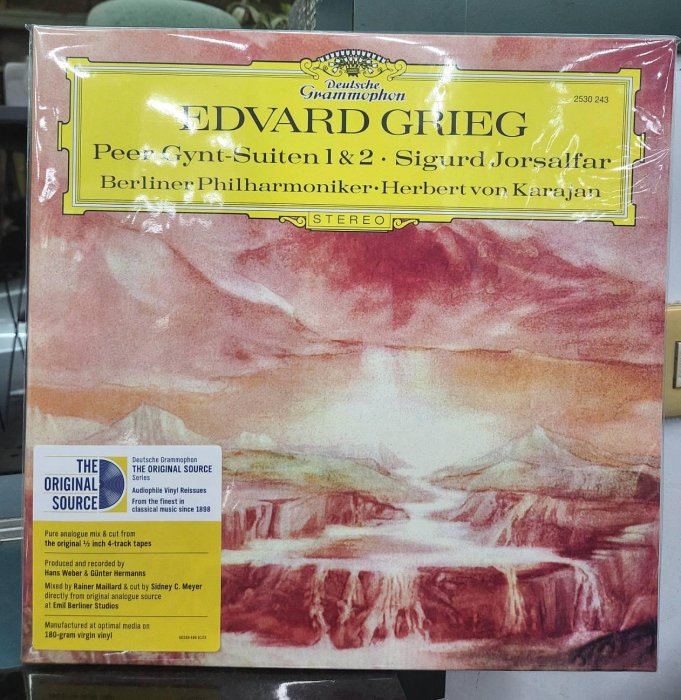 Deutsche
Grammophon
2530 243
EDVARD GRIEG
Peer Gynt-Suiten 1 & 2 · Sigurd Jorsalfar
Berliner Philharmoniker · Herbert von Karajan
STEREO
THE
ORIGINAL
SOURCE
Deutsche Grammophon
THE ORIGINAL SOURCE
Series
Audiophile Vinyl Reissues
From the finest in
classical music since 1898
Pure analogue mix & cut from
the original ½ inch 4-track tapes
Produced and recorded by
Hans Weber & Günter Hermanns
Mixed by Rainer Maillard & cut by Sidney C. Meyer
directly from original analogue source
at Emil Berliner Studios
Manufactured at optimal media on
180-gram virgin vinyl